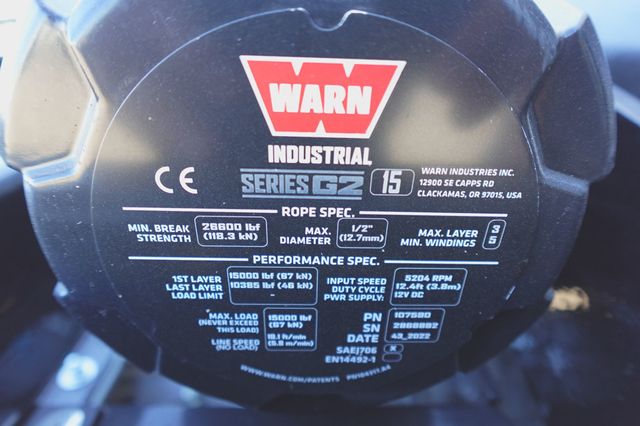 WARN
INDUSTRIAL
SERIES G2 15
WARN INDUSTRIES INC.
12900 SE CAPPS RD
CLACKAMAS, OR 97015, USA
CE
ROPE SPEC.
MIN. BREAK STRENGTH 26600 lbf (118.3 kN)
MAX. DIAMETER 1/2" (12.7mm)
MAX. LAYER 3
MIN. WINDINGS 5
PERFORMANCE SPEC.
1ST LAYER 15000 lbf (67 kN)
LAST LAYER 10385 lbf (46 kN)
LOAD LIMIT -
INPUT SPEED 5204 RPM
DUTY CYCLE 12.4ft (3.8m)
PWR SUPPLY: 12V DC
MAX. LOAD 15000 lbf
(NEVER EXCEED THIS LOAD) (67 kN)
LINE SPEED (NO LOAD)
PN 107590
SN
DATE 43_2022
SAEJ706 X
EN14492-1
WWW.WARN.COM/PATENTS